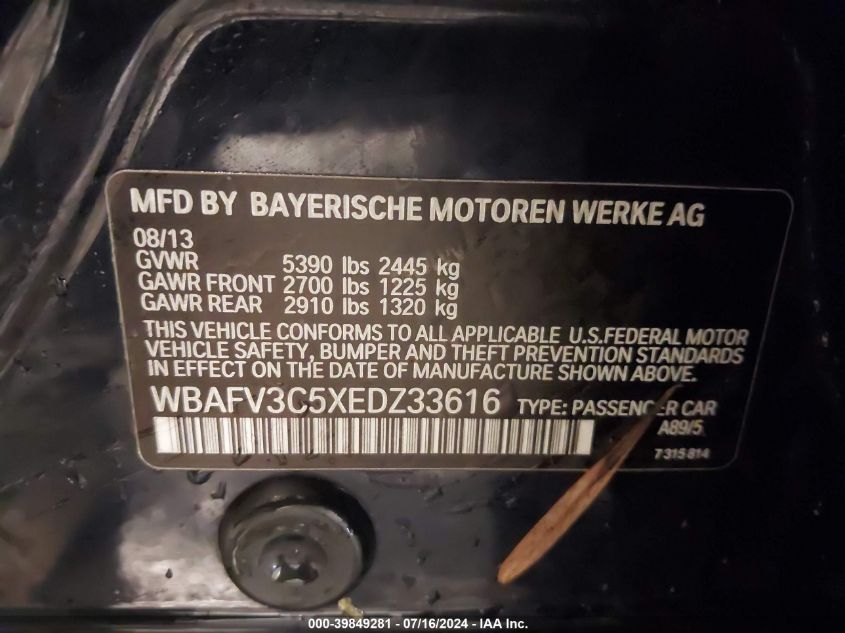 MFD BY BAYERISCHE MOTOREN WERKE AG
08/13
GVWR 5390 lbs 2445 kg
GAWR FRONT 2700 lbs 1225 kg
GAWR REAR 2910 lbs 1320 kg
THIS VEHICLE CONFORMS TO ALL APPLICABLE U.S.FEDERAL MOTOR
VEHICLE SAFETY, BUMPER AND THEFT PREVENTION STANDARDS
IN EFFECT ON THE DATE OF MANUFACTURE SHOWN ABOVE.
WBAFV3C5XEDZ33616 TYPE: PASSENGER CAR
A89/5
7 315 814
000-39849281 - 07/16/2024 - IAA Inc.